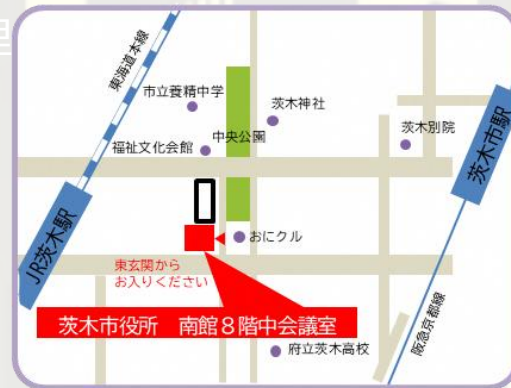 東海道本線
市立養精中学
茨木神社
中央公園
福祉文化会館
茨木別院
茨木市駅
JR茨木駅
おにクル
東玄関から
お入りください
茨木市役所 南館8階中会議室
阪急京都線
府立茨木高校